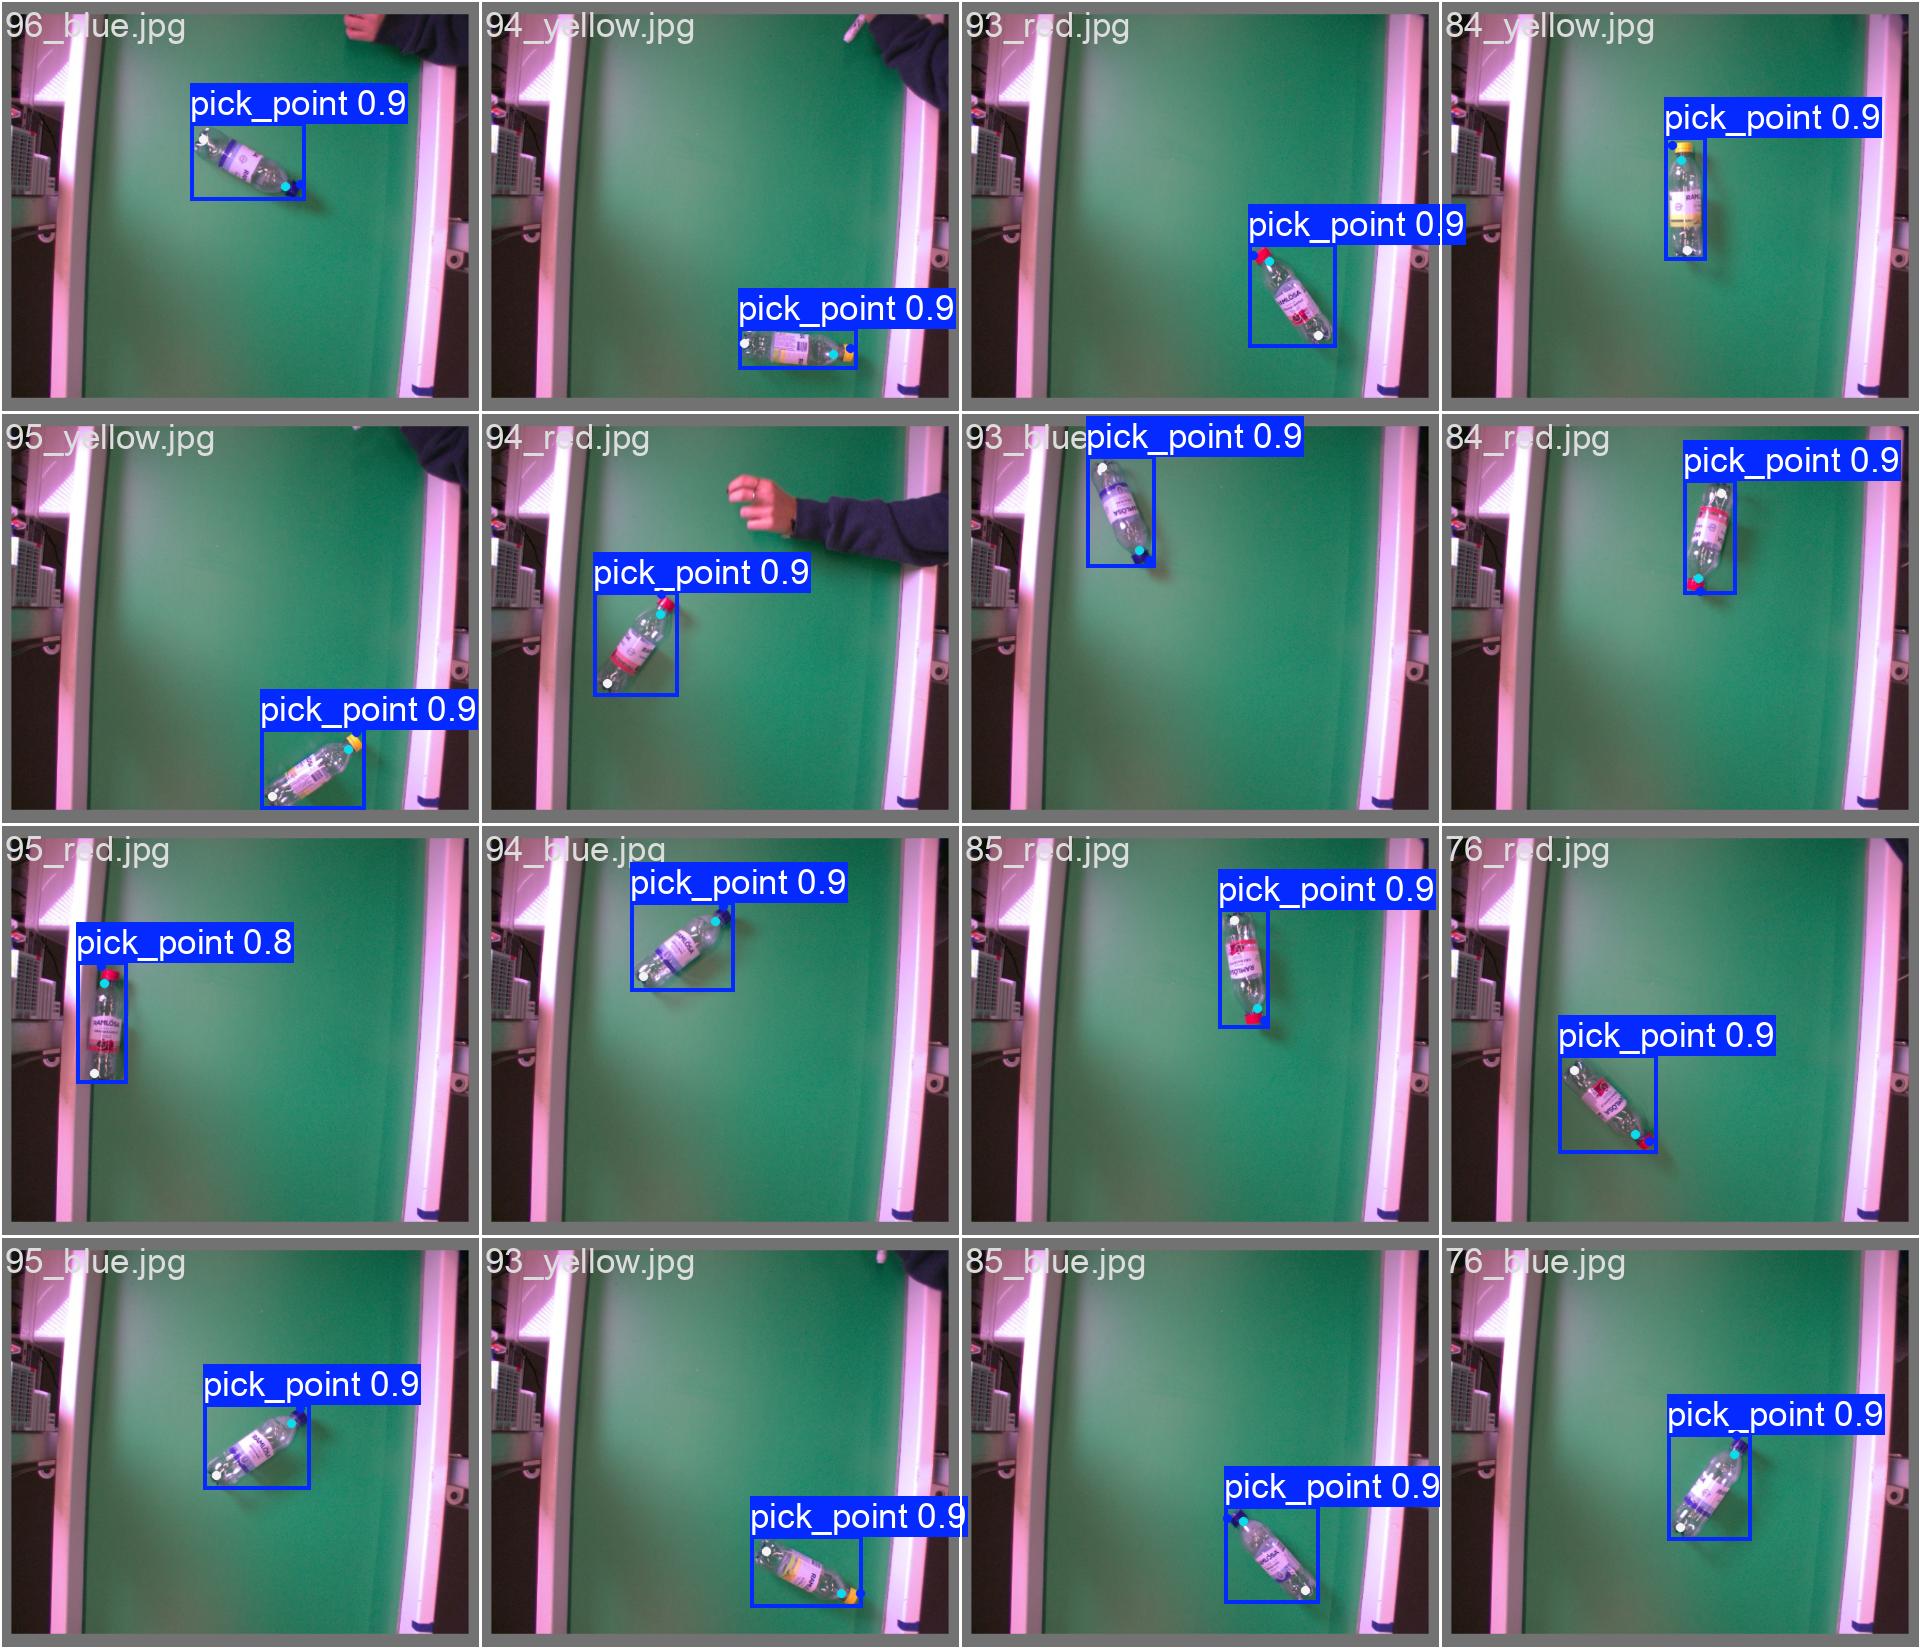 96_blue.jpg
pick_point 0.9
94_yellow.jpg
pick_point 0.9
93_red.jpg
pick_point 0.9
RAMLÖSA
84_yellow.jpg
pick_point 0.9
95_yellow.jpg
pick_point 0.9
94_red.jpg
pick_point 0.9
93_blue
pick_point 0.9
84_red.jpg
pick_point 0.9
95_red.jpg
pick_point 0.8
RAMLÖSA
94_blue.jpg
pick_point 0.9
85_red.jpg
pick_point 0.9
76_red.jpg
pick_point 0.9
95_blue.jpg
pick_point 0.9
93_yellow.jpg
pick_point 0.9
85_blue.jpg
pick_point 0.9
76_blue.jpg
pick_point 0.9